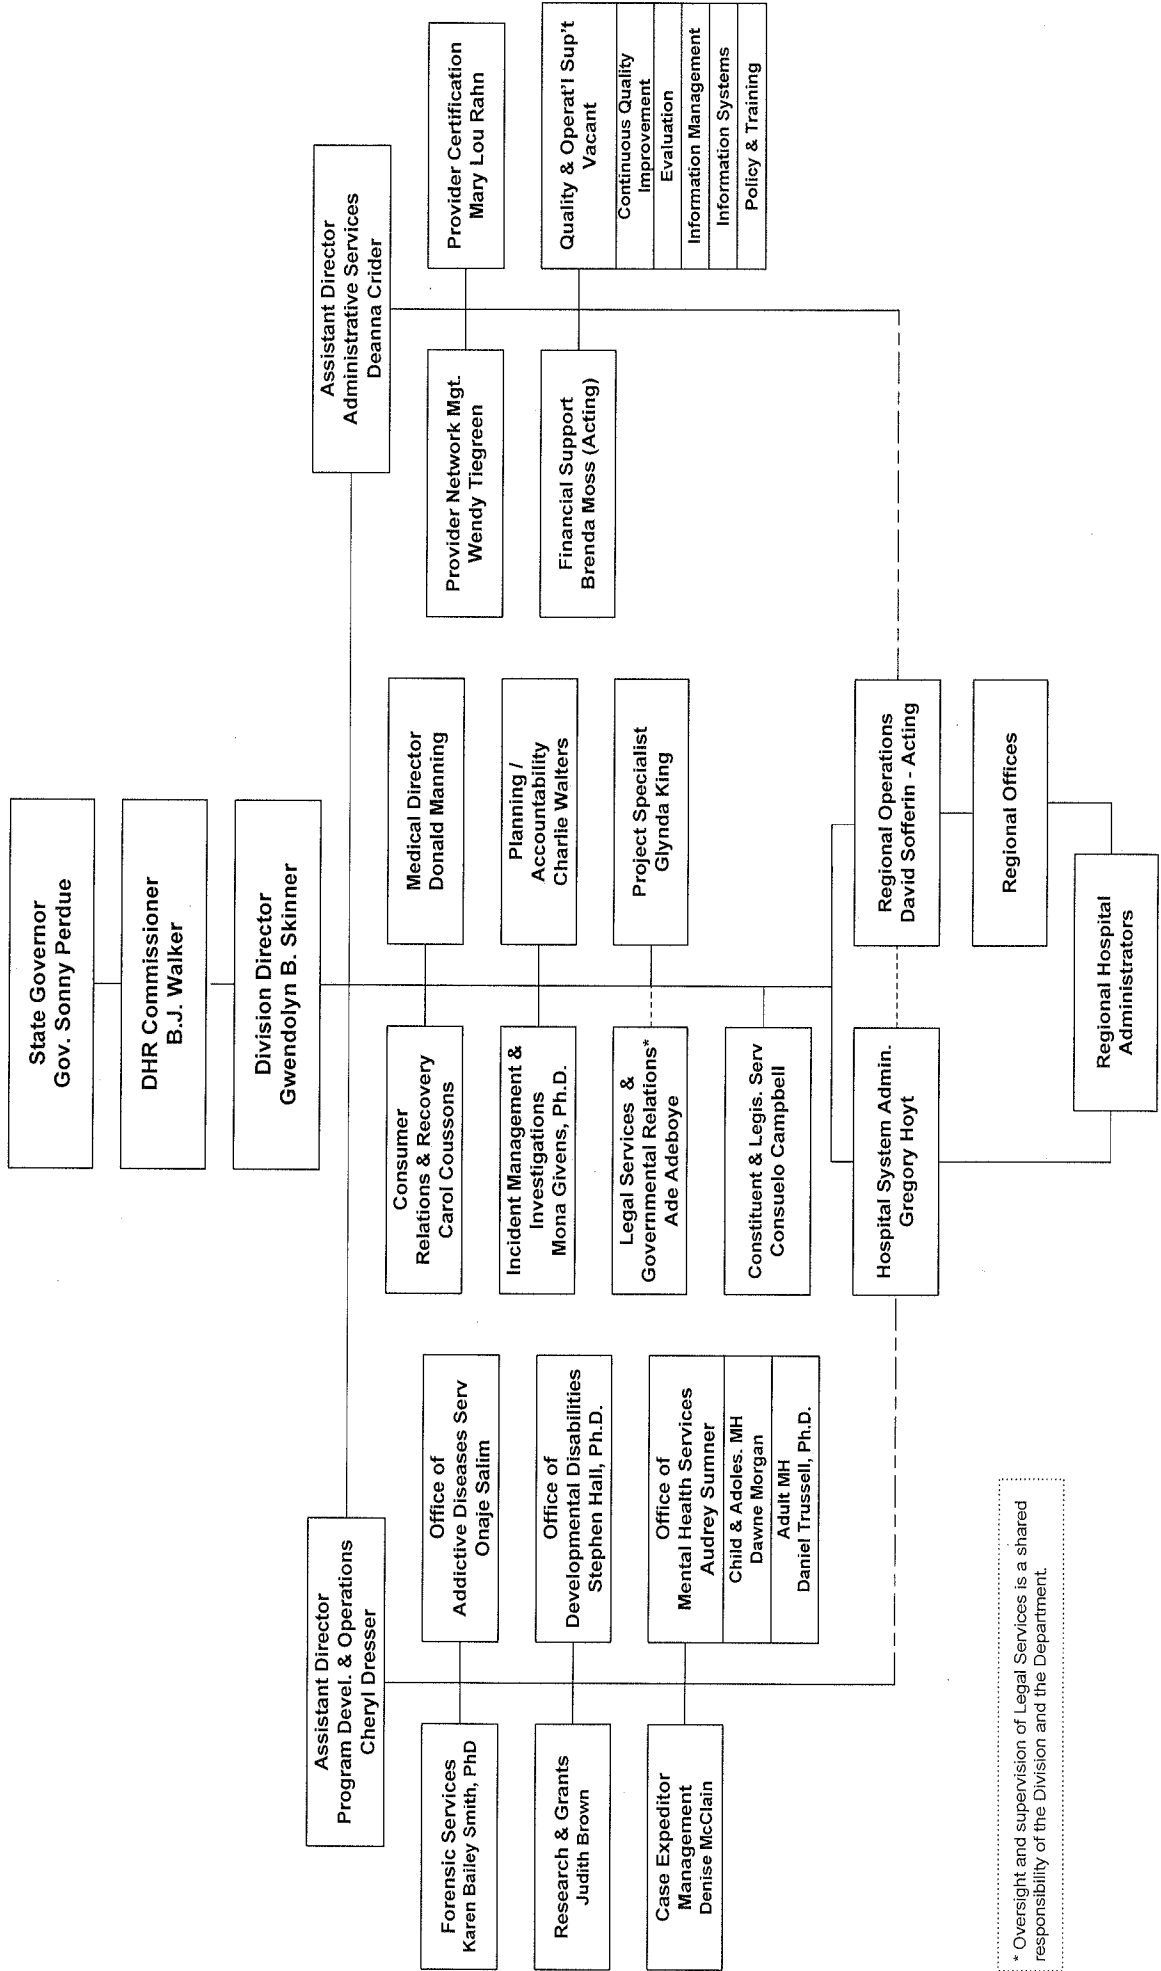 State Governor
Gov. Sonny Perdue
DHR Commissioner
B.J. Walker
Division Director
Gwendolyn B. Skinner
Assistant Director
Program Devel. & Operations
Cheryl Dresser
Assistant Director
Administrative Services
Deanna Crider
Forensic Services
Karen Bailey Smith, PhD
Office of
Addictive Diseases Serv
Onaje Salim
Research & Grants
Judith Brown
Office of
Developmental Disabilities
Stephen Hall, Ph.D.
Case Expeditor
Management
Denise McClain
Office of
Mental Health Services
Audrey Sumner
Child & Adoles. MH
Dawne Morgan
Adult MH
Daniel Trussell, Ph.D.
Consumer
Relations & Recovery
Carol Coussons
Medical Director
Donald Manning
Incident Management &
Investigations
Mona Givens, Ph.D.
Planning /
Accountability
Charlie Walters
Legal Services &
Governmental Relations*
Ade Adeboye
Project Specialist
Glynda King
Constituent & Legis. Serv
Consuelo Campbell
Provider Network Mgt.
Wendy Tiegreen
Provider Certification
Mary Lou Rahn
Financial Support
Brenda Moss (Acting)
Quality & Operat'l Sup't
Vacant
Continuous Quality
Improvement
Evaluation
Information Management
Information Systems
Policy & Training
Hospital System Admin.
Gregory Hoyt
Regional Operations
David Sofferin - Acting
Regional Offices
Regional Hospital
Administrators
* Oversight and supervision of Legal Services is a shared
responsibility of the Division and the Department.